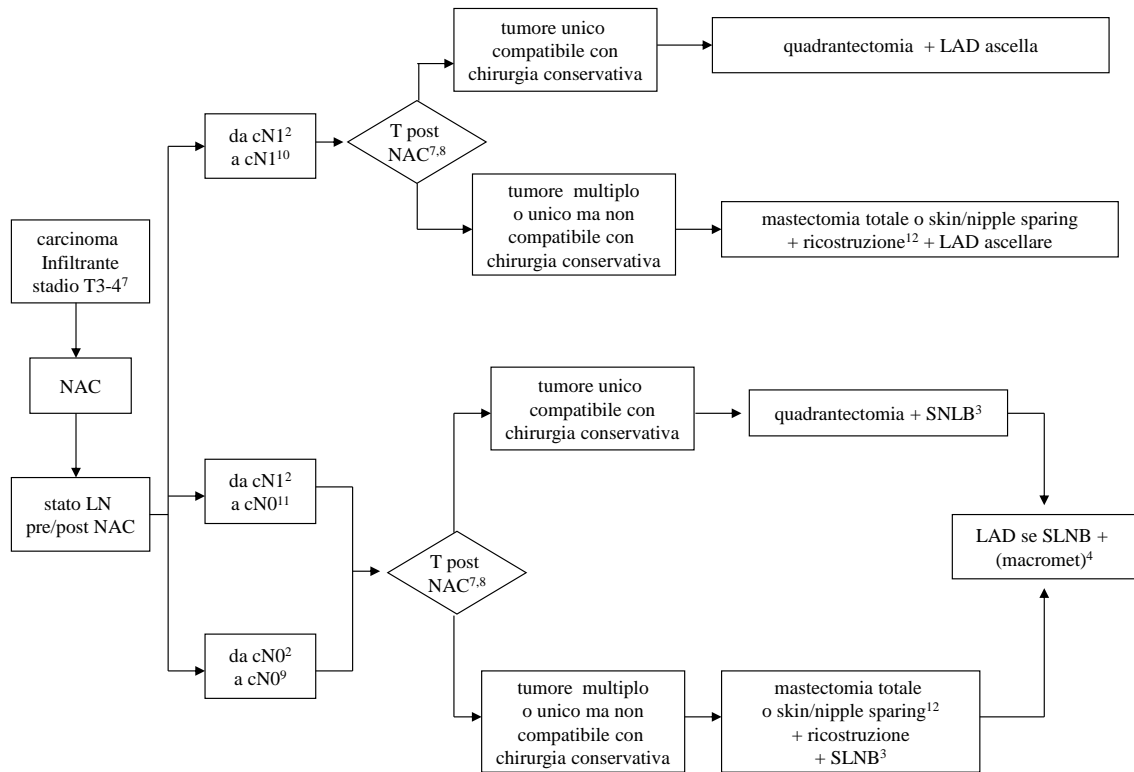 tumore unico
compatibile con
chirurgia conservativa
quadrantectomia + LAD ascella
da cN1²
a cN1¹⁰
T post
NAC⁷,⁸
tumore multiplo
o unico ma non
compatibile con
chirurgia conservativa
mastectomia totale o skin/nipple sparing
+ ricostruzione¹² + LAD ascellare
carcinoma
Infiltrante
stadio T3-4⁷
NAC
stato LN
pre/post NAC
da cN1²
a cN0¹¹
da cN0²
a cN0⁹
T post
NAC⁷,⁸
tumore unico
compatibile con
chirurgia conservativa
quadrantectomia + SNLB³
tumore multiplo
o unico ma non
compatibile con
chirurgia conservativa
mastectomia totale
o skin/nipple sparing¹²
+ ricostruzione
+ SLNB³
LAD se SLNB +
(macromet)⁴